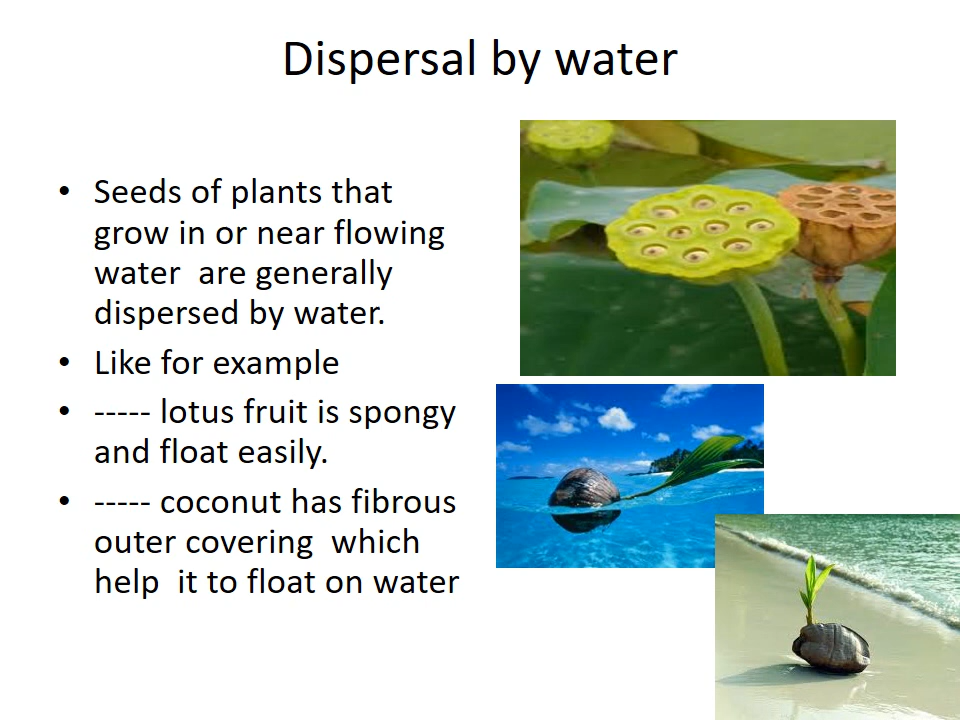 Dispersal by water
• Seeds of plants that
grow in or near flowing
water  are generally
dispersed by water.
• Like for example
• ----- lotus fruit is spongy
and float easily.
• ----- coconut has fibrous
outer covering  which
help  it to float on water